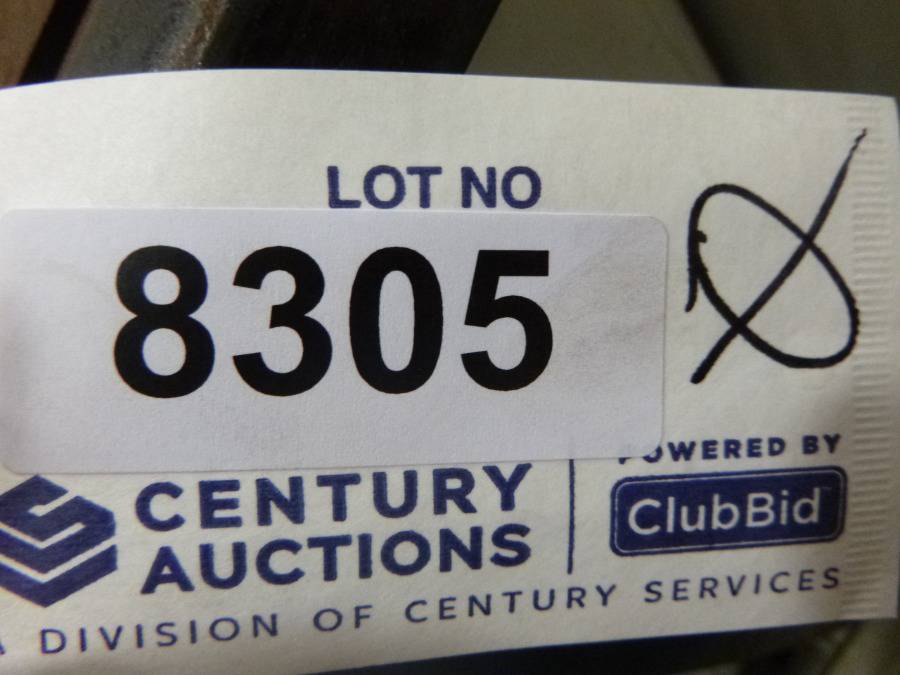 LOT NO
8305
CENTURY
AUCTIONS
POWERED BY
ClubBid
A DIVISION OF CENTURY SERVICES